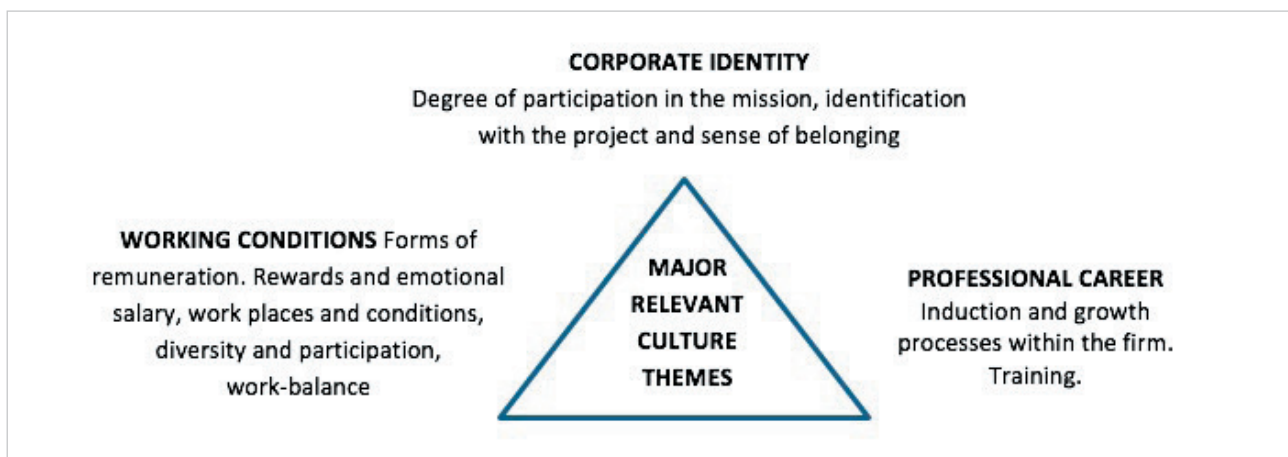 CORPORATE IDENTITY
Degree of participation in the mission, identification
with the project and sense of belonging
WORKING CONDITIONS Forms of
remuneration. Rewards and emotional
salary, work places and conditions,
diversity and participation,
work-balance
MAJOR
RELEVANT
CULTURE
THEMES
PROFESSIONAL CAREER
Induction and growth
processes within the firm.
Training.